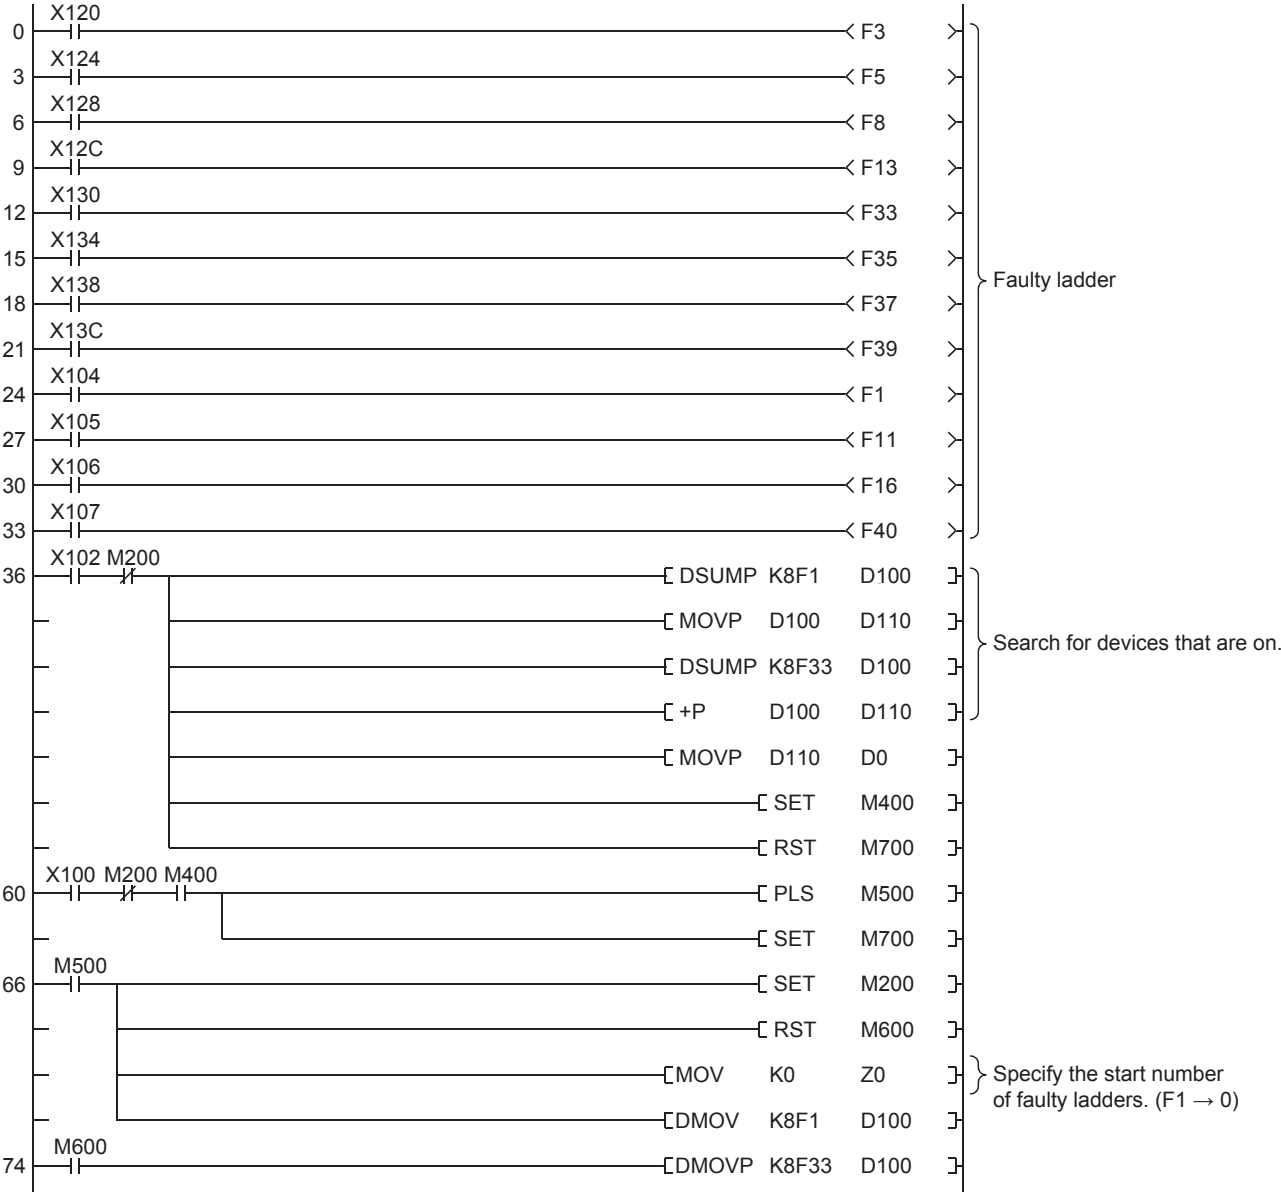 X120
0 F3
X124
3 F5
X128
6 F8
X12C
9 F13
X130
12 F33
X134
15 F35
X138
18 F37
X13C
21 F39
X104
24 F1
X105
27 F11
X106
30 F16
X107
33 F40
Faulty ladder
X102 M200
36 DSUMP K8F1 D100
MOVP D100 D110
DSUMP K8F33 D100
+P D100 D110
Search for devices that are on.
MOVP D110 D0
SET M400
RST M700
X100 M200 M400
60 PLS M500
SET M700
M500
66 SET M200
RST M600
MOV K0 Z0
Specify the start number
of faulty ladders. (F1 → 0)
DMOV K8F1 D100
M600
74 DMOVP K8F33 D100